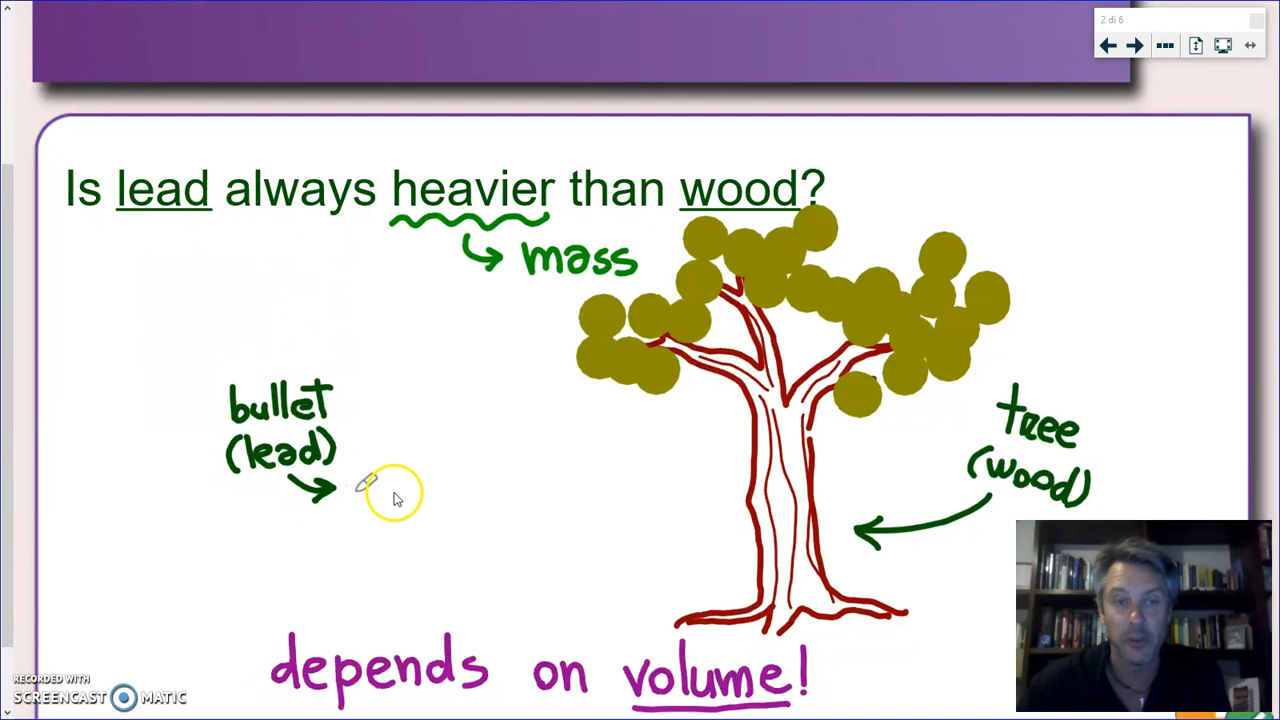 2 di 6
Is lead always heavier than wood?
mass
bullet
(lead)
tree
(wood)
depends on volume!
RECORDED WITH
SCREENCAST MATIC